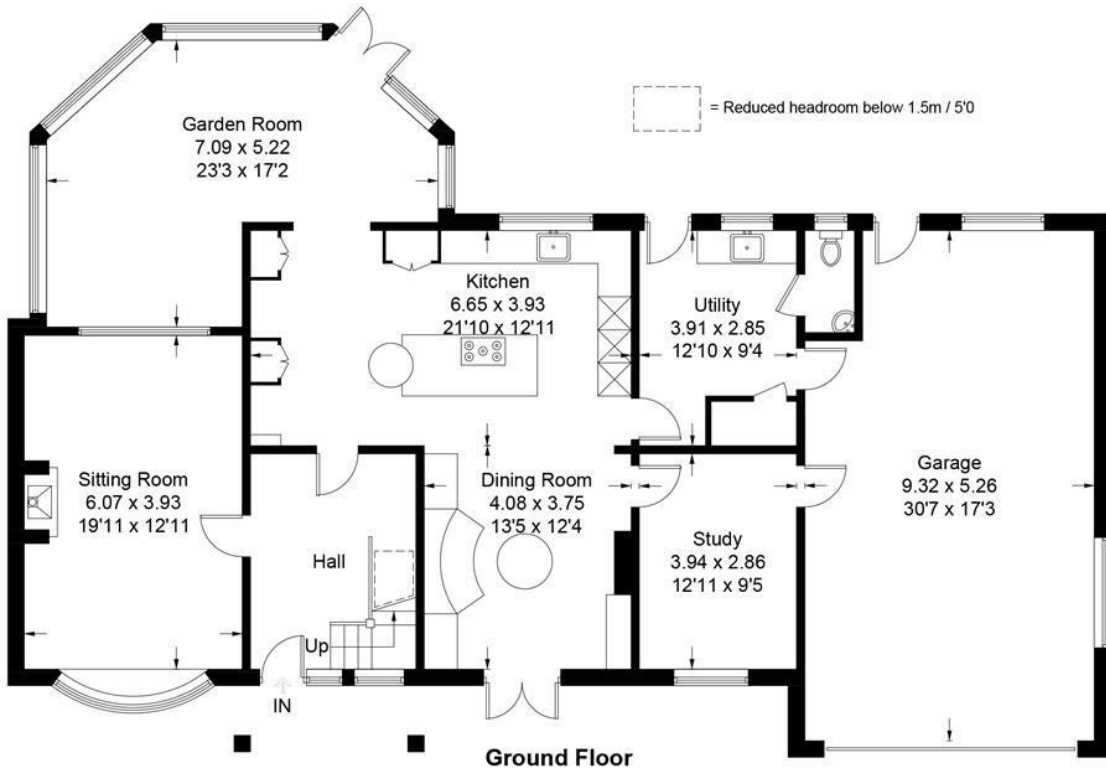 = Reduced headroom below 1.5m / 5'0
Garden Room
7.09 x 5.22
23'3 x 17'2
Kitchen
6.65 x 3.93
21'10 x 12'11
Utility
3.91 x 2.85
12'10 x 9'4
Sitting Room
6.07 x 3.93
19'11 x 12'11
Dining Room
4.08 x 3.75
13'5 x 12'4
Garage
9.32 x 5.26
30'7 x 17'3
Study
3.94 x 2.86
12'11 x 9'5
Hall
Up
IN
Ground Floor